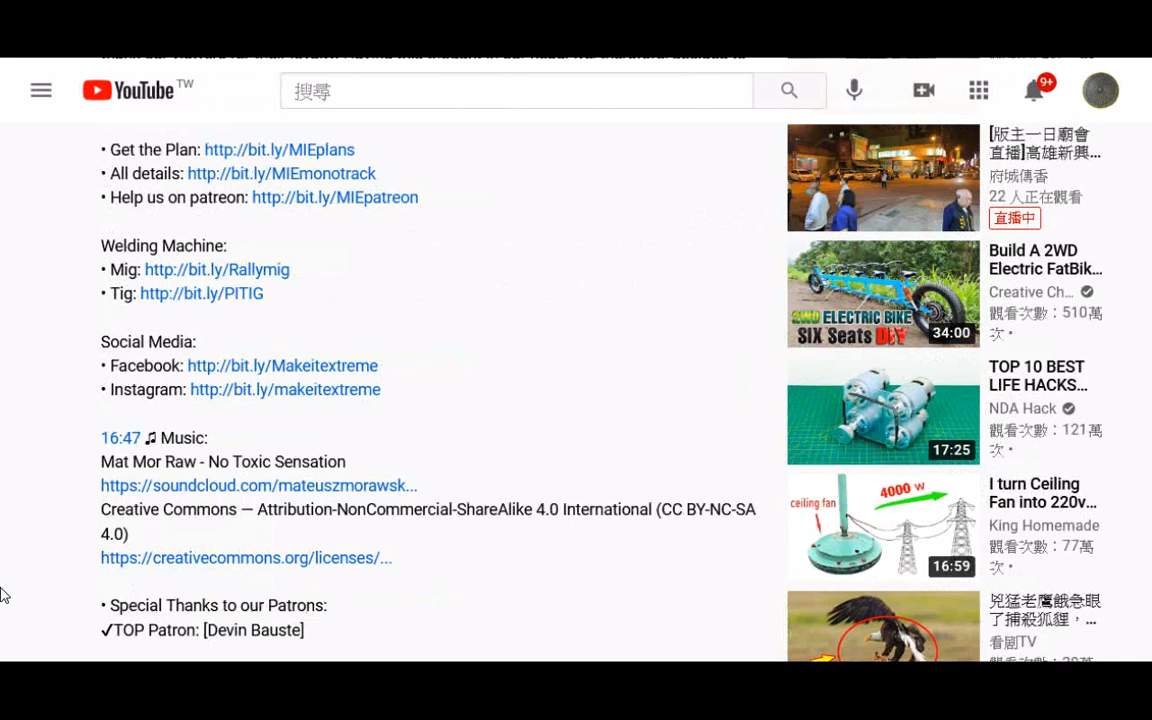 YouTube TW
搜尋
9+
• Get the Plan: http://bit.ly/MIEplans
• All details: http://bit.ly/MIEmonotrack
• Help us on patreon: http://bit.ly/MIEpatreon
Welding Machine:
• Mig: http://bit.ly/Rallymig
• Tig: http://bit.ly/PITIG
Social Media:
• Facebook: http://bit.ly/Makeitextreme
• Instagram: http://bit.ly/makeitextreme
16:47 🎵 Music:
Mat Mor Raw - No Toxic Sensation
https://soundcloud.com/mateuszmorawsk...
Creative Commons — Attribution-NonCommercial-ShareAlike 4.0 International (CC BY-NC-SA
4.0)
https://creativecommons.org/licenses/...
• Special Thanks to our Patrons:
✔TOP Patron: [Devin Bauste]
[版主一日廟會
直播]高雄新興...
府城傳香
22 人正在觀看
直播中
2WD ELECTRIC BIKE
SIX Seats DIY
34:00
Build A 2WD
Electric FatBik...
Creative Ch...
觀看次數：510萬
次 •
17:25
TOP 10 BEST
LIFE HACKS...
NDA Hack
觀看次數：121萬
次 •
ceiling fan
4000 w
16:59
I turn Ceiling
Fan into 220v...
King Homemade
觀看次數：77萬
次 •
兇猛老鷹餓急眼
了捕殺狐狸，...
看剧TV